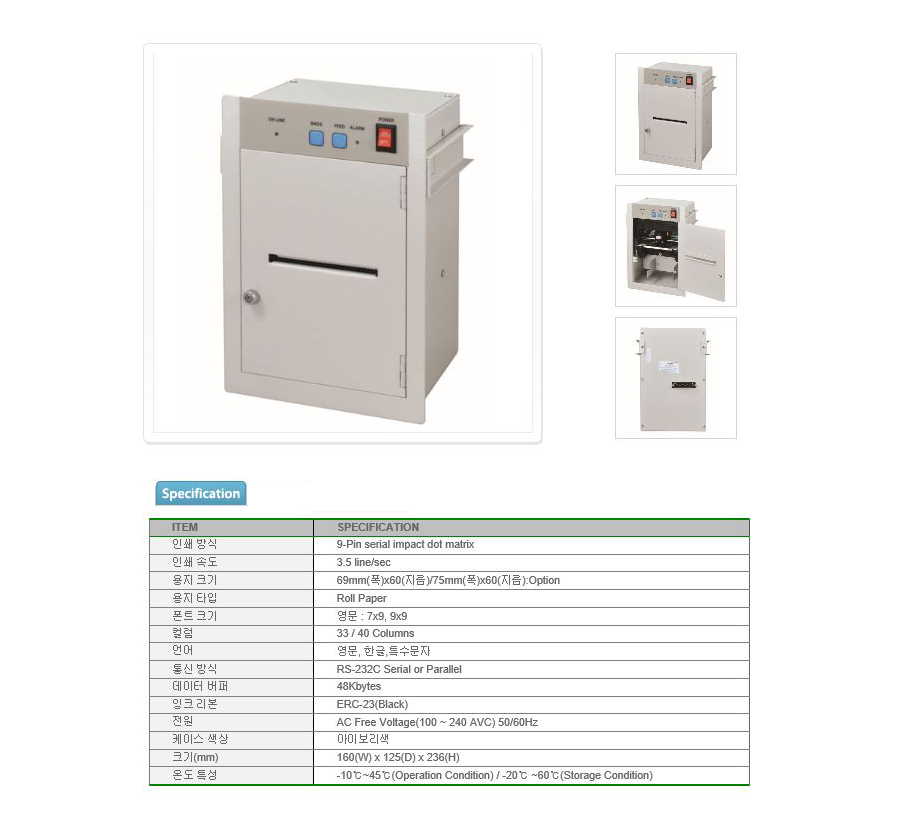 ON LINE BACK FEED ALARM POWER
Specification
ITEM SPECIFICATION
인쇄 방식 9-Pin serial impact dot matrix
인쇄 속도 3.5 line/sec
용지 크기 69mm(폭)x60(지름)/75mm(폭)x60(지름):Option
용지 타입 Roll Paper
폰트 크기 영문 : 7x9, 9x9
컬럼 33 / 40 Columns
언어 영문, 한글,특수문자
통신 방식 RS-232C Serial or Parallel
데이터 버퍼 48Kbytes
잉크 리본 ERC-23(Black)
전원 AC Free Voltage(100 ~ 240 AVC) 50/60Hz
케이스 색상 아이보리색
크기(mm) 160(W) x 125(D) x 236(H)
온도 특성 -10℃~45℃(Operation Condition) / -20℃ ~60℃(Storage Condition)